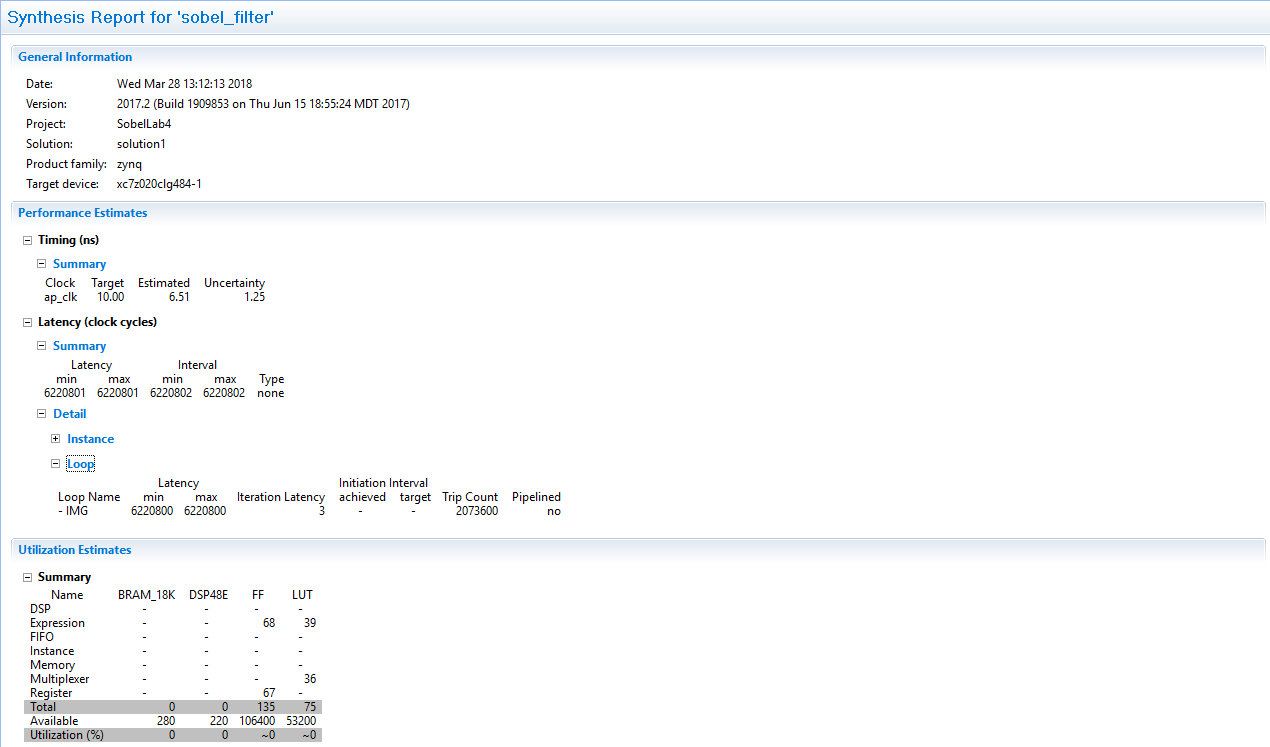 Synthesis Report for 'sobel_filter'
General Information
Date: Wed Mar 28 13:12:13 2018
Version: 2017.2 (Build 1909853 on Thu Jun 15 18:55:24 MDT 2017)
Project: SobelLab4
Solution: solution1
Product family: zynq
Target device: xc7z020clg484-1
Performance Estimates
Timing (ns)
Summary
Clock Target Estimated Uncertainty
ap_clk 10.00 6.51 1.25
Latency (clock cycles)
Summary
Latency Interval
min max min max Type
6220801 6220801 6220802 6220802 none
Detail
Instance
Loop
Latency Initiation Interval
Loop Name min max Iteration Latency achieved target Trip Count Pipelined
- IMG 6220800 6220800 3 - - 2073600 no
Utilization Estimates
Summary
Name BRAM_18K DSP48E FF LUT
DSP - - - -
Expression - - 68 39
FIFO - - - -
Instance - - - -
Memory - - - -
Multiplexer - - - 36
Register - - 67 -
Total 0 0 135 75
Available 280 220 106400 53200
Utilization (%) 0 0 ~0 ~0